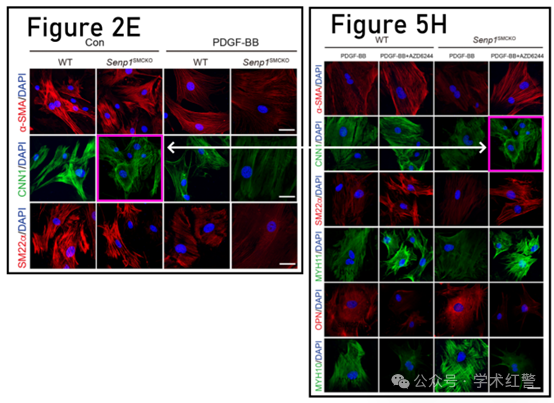 Figure 2E
Con
PDGF-BB
WT
Senp1SMCKO
WT
Senp1SMCKO
α-SMA/DAPI
CNN1/DAPI
SM22α/DAPI
Figure 5H
WT
Senp1SMCKO
PDGF-BB
PDGF-BB+AZD6244
PDGF-BB
PDGF-BB+AZD6244
α-SMA/DAPI
CNN1/DAPI
SM22α/DAPI
MYH11/DAPI
OPN/DAPI
MYH10/DAPI
公众号 · 学术红警